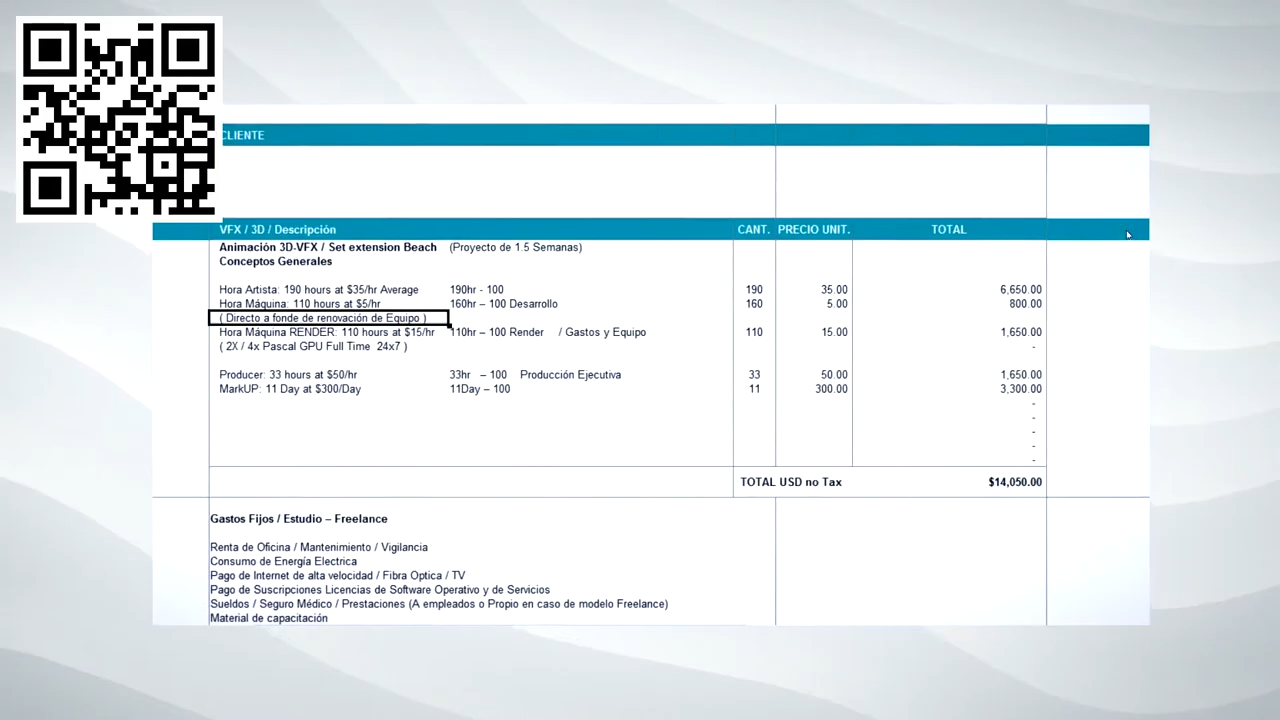 CLIENTE
VFX / 3D / Descripción CANT. PRECIO UNIT. TOTAL
Animación 3D-VFX / Set extension Beach (Proyecto de 1.5 Semanas)
Conceptos Generales
Hora Artista: 190 hours at $35/hr Average 190hr - 100 190 35.00 6,650.00
Hora Máquina: 110 hours at $5/hr 160hr – 100 Desarrollo 160 5.00 800.00
( Directo a fonde de renovación de Equipo )
Hora Máquina RENDER: 110 hours at $15/hr 110hr – 100 Render / Gastos y Equipo 110 15.00 1,650.00
( 2X / 4x Pascal GPU Full Time 24x7 ) -
Producer: 33 hours at $50/hr 33hr – 100 Producción Ejecutiva 33 50.00 1,650.00
MarkUP: 11 Day at $300/Day 11Day – 100 11 300.00 3,300.00
-
-
-
-
-
TOTAL USD no Tax $14,050.00
Gastos Fijos / Estudio – Freelance
Renta de Oficina / Mantenimiento / Vigilancia
Consumo de Energía Electrica
Pago de Internet de alta velocidad / Fibra Optica / TV
Pago de Suscripciones Licencias de Software Operativo y de Servicios
Sueldos / Seguro Médico / Prestaciones (A empleados o Propio en caso de modelo Freelance)
Material de capacitación